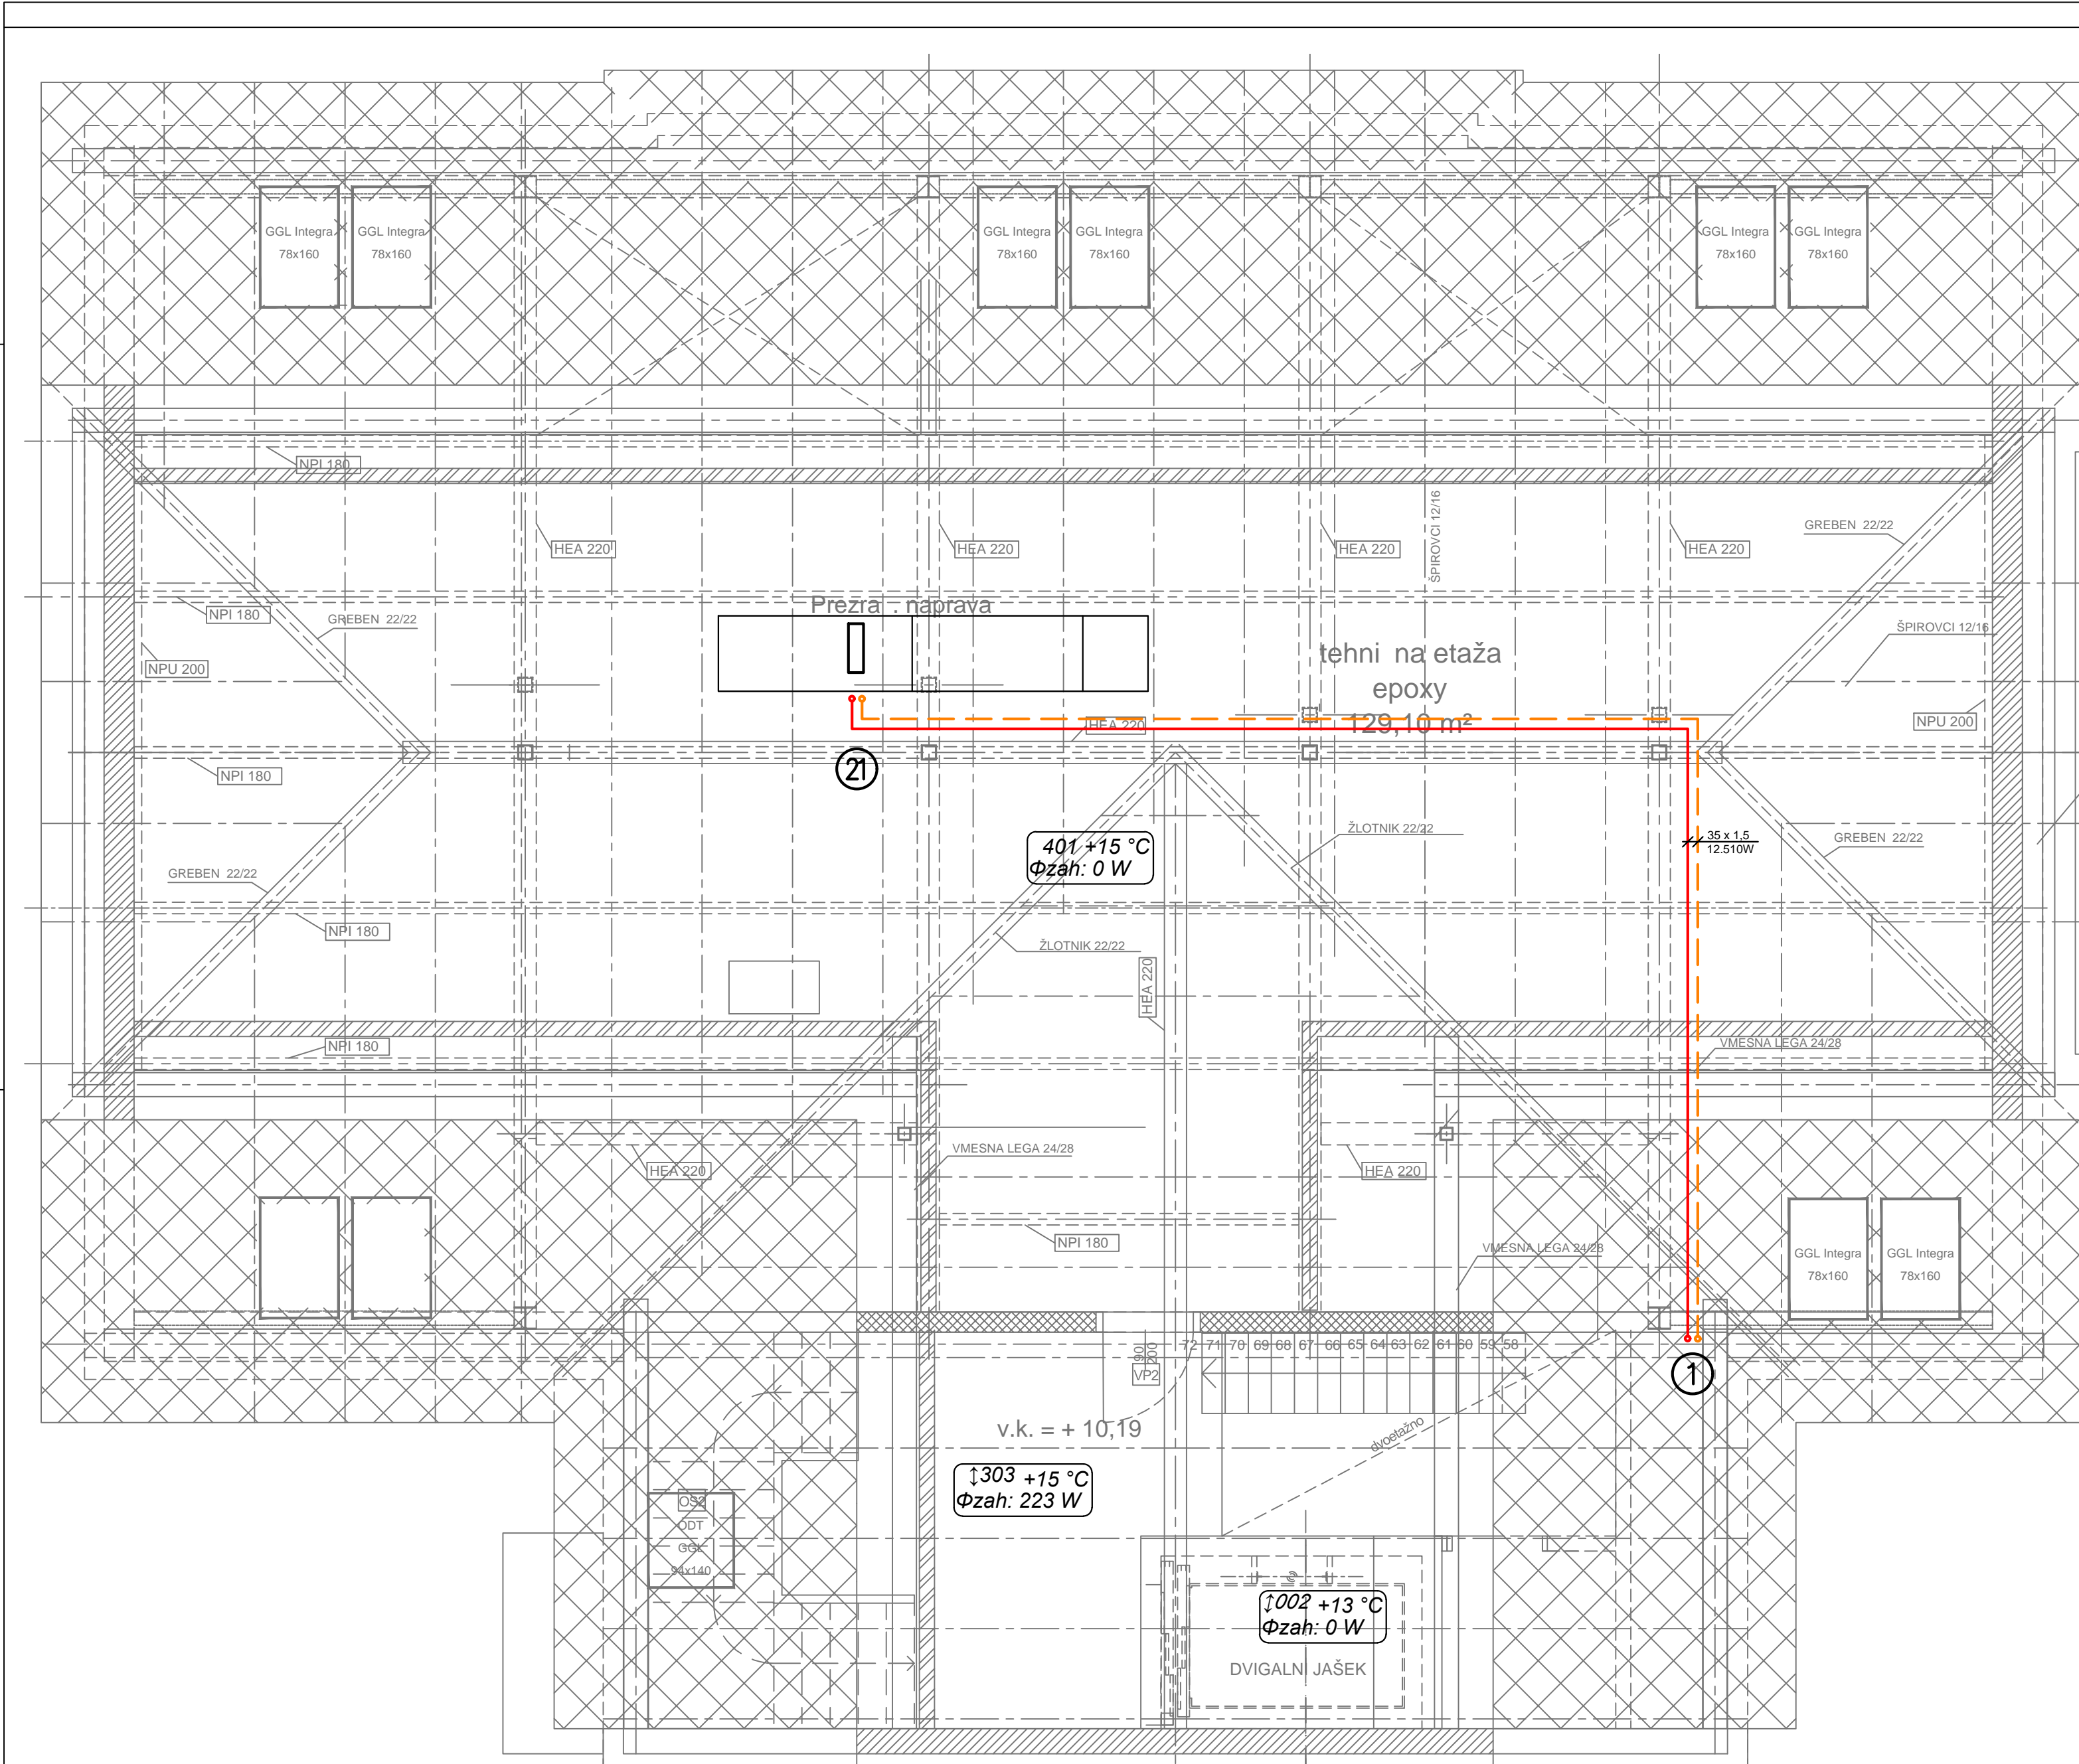 GGL Integra
78x160
GGL Integra
78x160
GGL Integra
78x160
GGL Integra
78x160
GGL Integra
78x160
GGL Integra
78x160
NPI 180
HEA 220
HEA 220
HEA 220
HEA 220
ŠPIROVCI 12/16
GREBEN 22/22
NPI 180
GREBEN 22/22
Prezra . naprava
ŠPIROVCI 12/16
NPU 200
tehni na etaža
epoxy
129,10 m²
NPU 200
HEA 220
21
NPI 180
401 +15 °C
Φzah: 0 W
ŽLOTNIK 22/22
35 x 1,5
12.510W
GREBEN 22/22
GREBEN 22/22
NPI 180
ŽLOTNIK 22/22
HEA 220
NPI 180
VMESNA LEGA 24/28
VMESNA LEGA 24/28
HEA 220
HEA 220
NPI 180
VMESNA LEGA 24/28
GGL Integra
78x160
GGL Integra
78x160
90
200
VP2
72 71 70 69 68 67 66 65 64 63 62 61 60 59 58
1
v.k. = + 10,19
dvoetažno
↕303 +15 °C
Φzah: 223 W
OS2
ODT
GGL
94x140
↕002 +13 °C
Φzah: 0 W
DVIGALNI JAŠEK